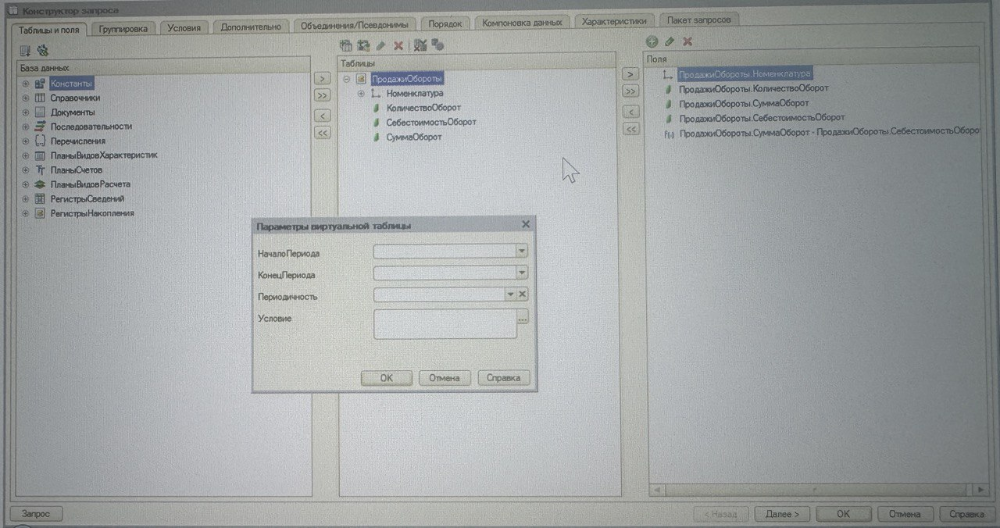 Конструктор запроса
Таблицы и поля
Группировка
Условия
Дополнительно
Объединения/Псевдонимы
Порядок
Компоновка данных
Характеристики
Пакет запросов
База данных
Константы
Справочники
Документы
Последовательности
Перечисления
ПланыВидовХарактеристик
ПланыСчетов
ПланыВидовРасчета
РегистрыСведений
РегистрыНакопления
>
>>
<
<<
Таблицы
ПродажиОбороты
Номенклатура
КоличествоОборот
СебестоимостьОборот
СуммаОборот
>
>>
<
<<
Поля
ПродажиОбороты.Номенклатура
ПродажиОбороты.КоличествоОборот
ПродажиОбороты.СуммаОборот
ПродажиОбороты.СебестоимостьОборот
ПродажиОбороты.СуммаОборот - ПродажиОбороты.СебестоимостьОборо
Параметры виртуальной таблицы
НачалоПериода
КонецПериода
Периодичность
Условие
...
OK
Отмена
Справка
Запрос
< Назад
Далее >
OK
Отмена
Справка